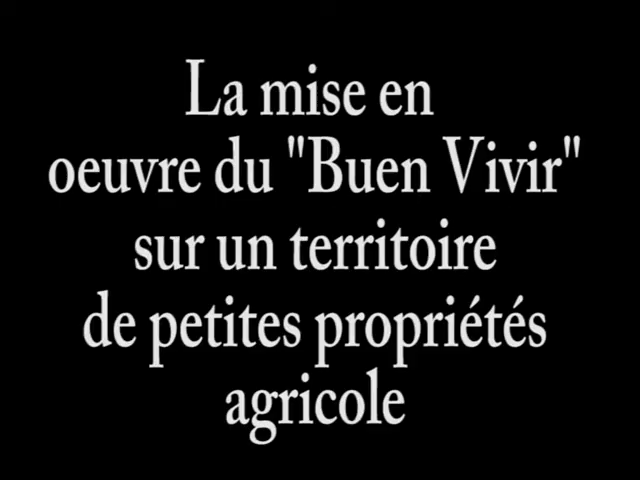 La mise en
oeuvre du "Buen Vivir"
sur un territoire
de petites propriétés
agricole